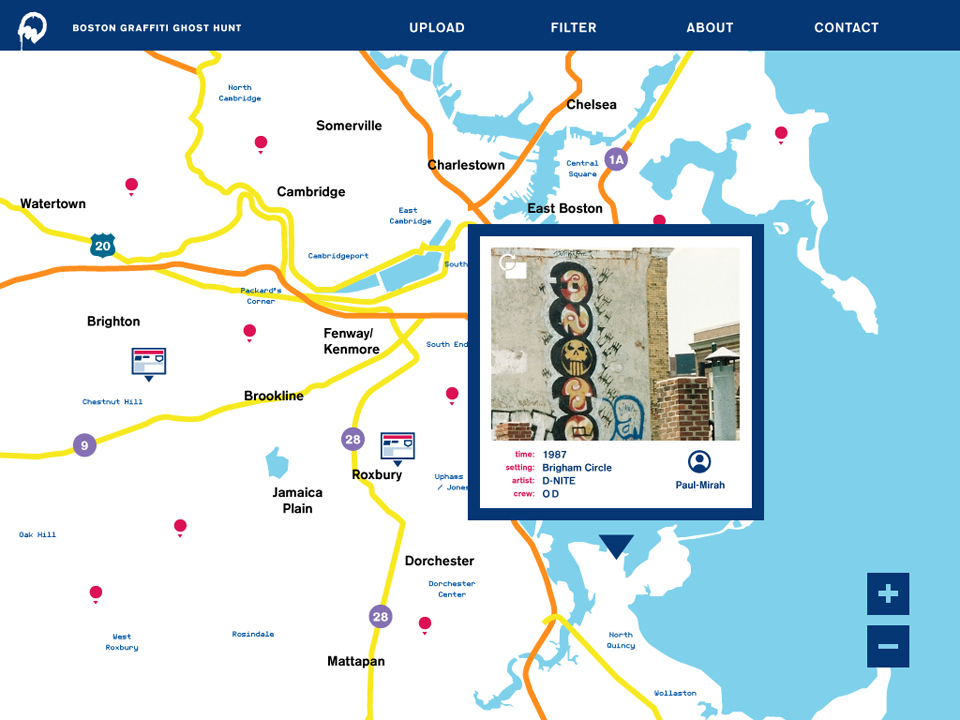 BOSTON GRAFFITI GHOST HUNT
UPLOAD
FILTER
ABOUT
CONTACT
North
Cambridge
Somerville
Chelsea
Charlestown
Central
Square
1A
Watertown
Cambridge
East
Cambridge
East Boston
20
Cambridgeport
South
Packard's
Corner
Brighton
Fenway/
Kenmore
South End
Chestnut Hill
Brookline
9
28
Roxbury
Uphams
/ Jones
Jamaica
Plain
time: 1987
setting: Brigham Circle
artist: D-NITE
crew: O D
Paul-Mirah
Oak Hill
Dorchester
Dorchester
Center
28
West
Roxbury
Rosindale
North
Quincy
Mattapan
Wollaston
+
−